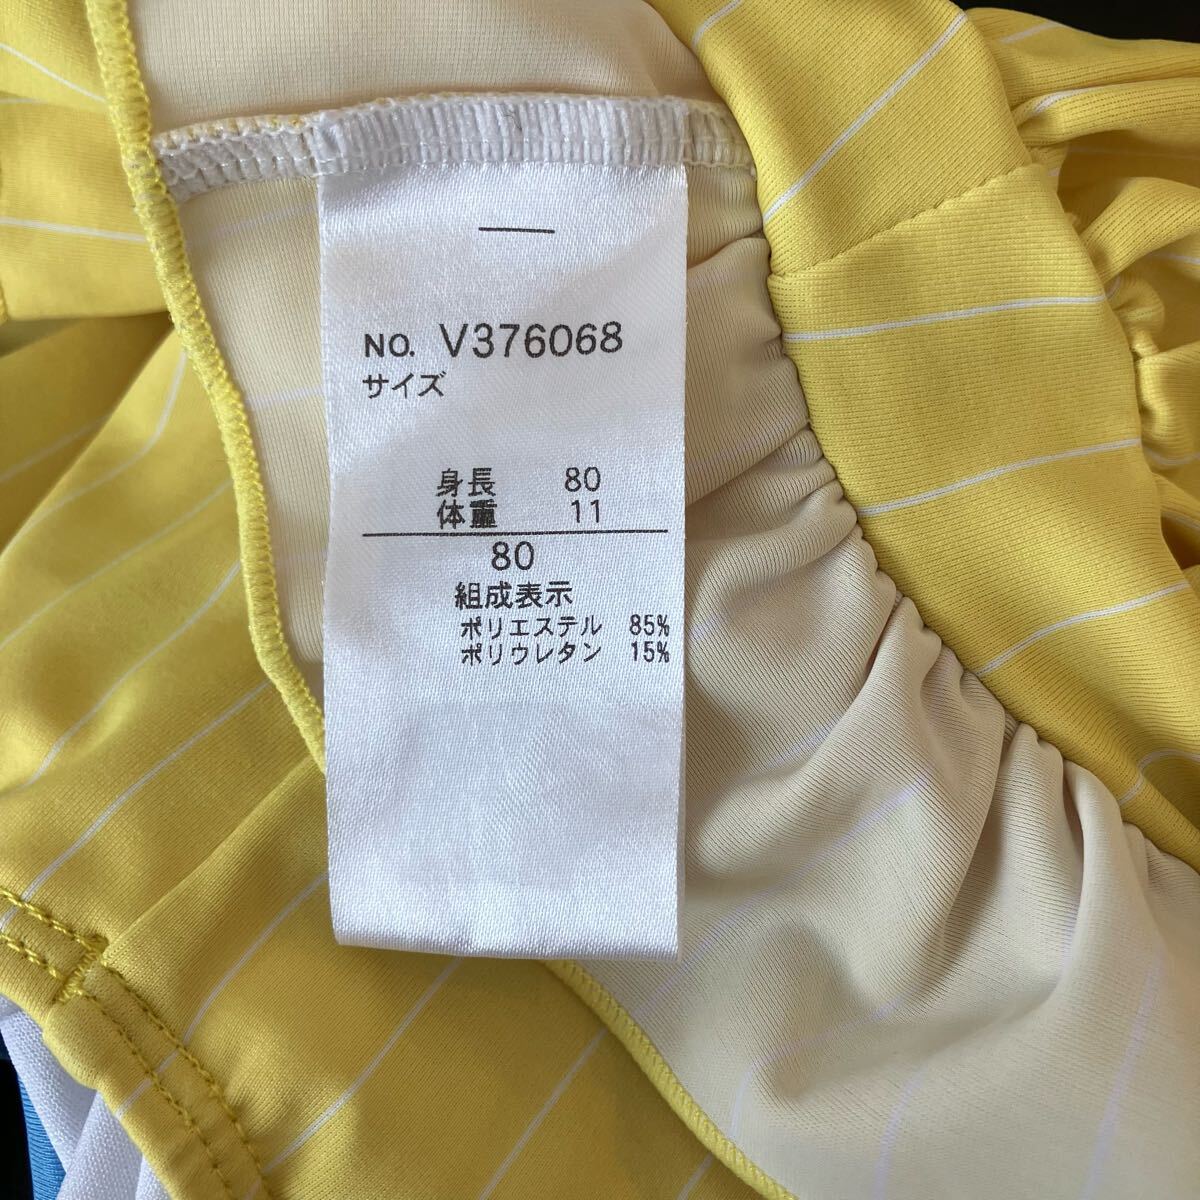 NO. V376068
サイズ
身長 80
体重 11
80
組成表示
ポリエステル 85%
ポリウレタン 15%